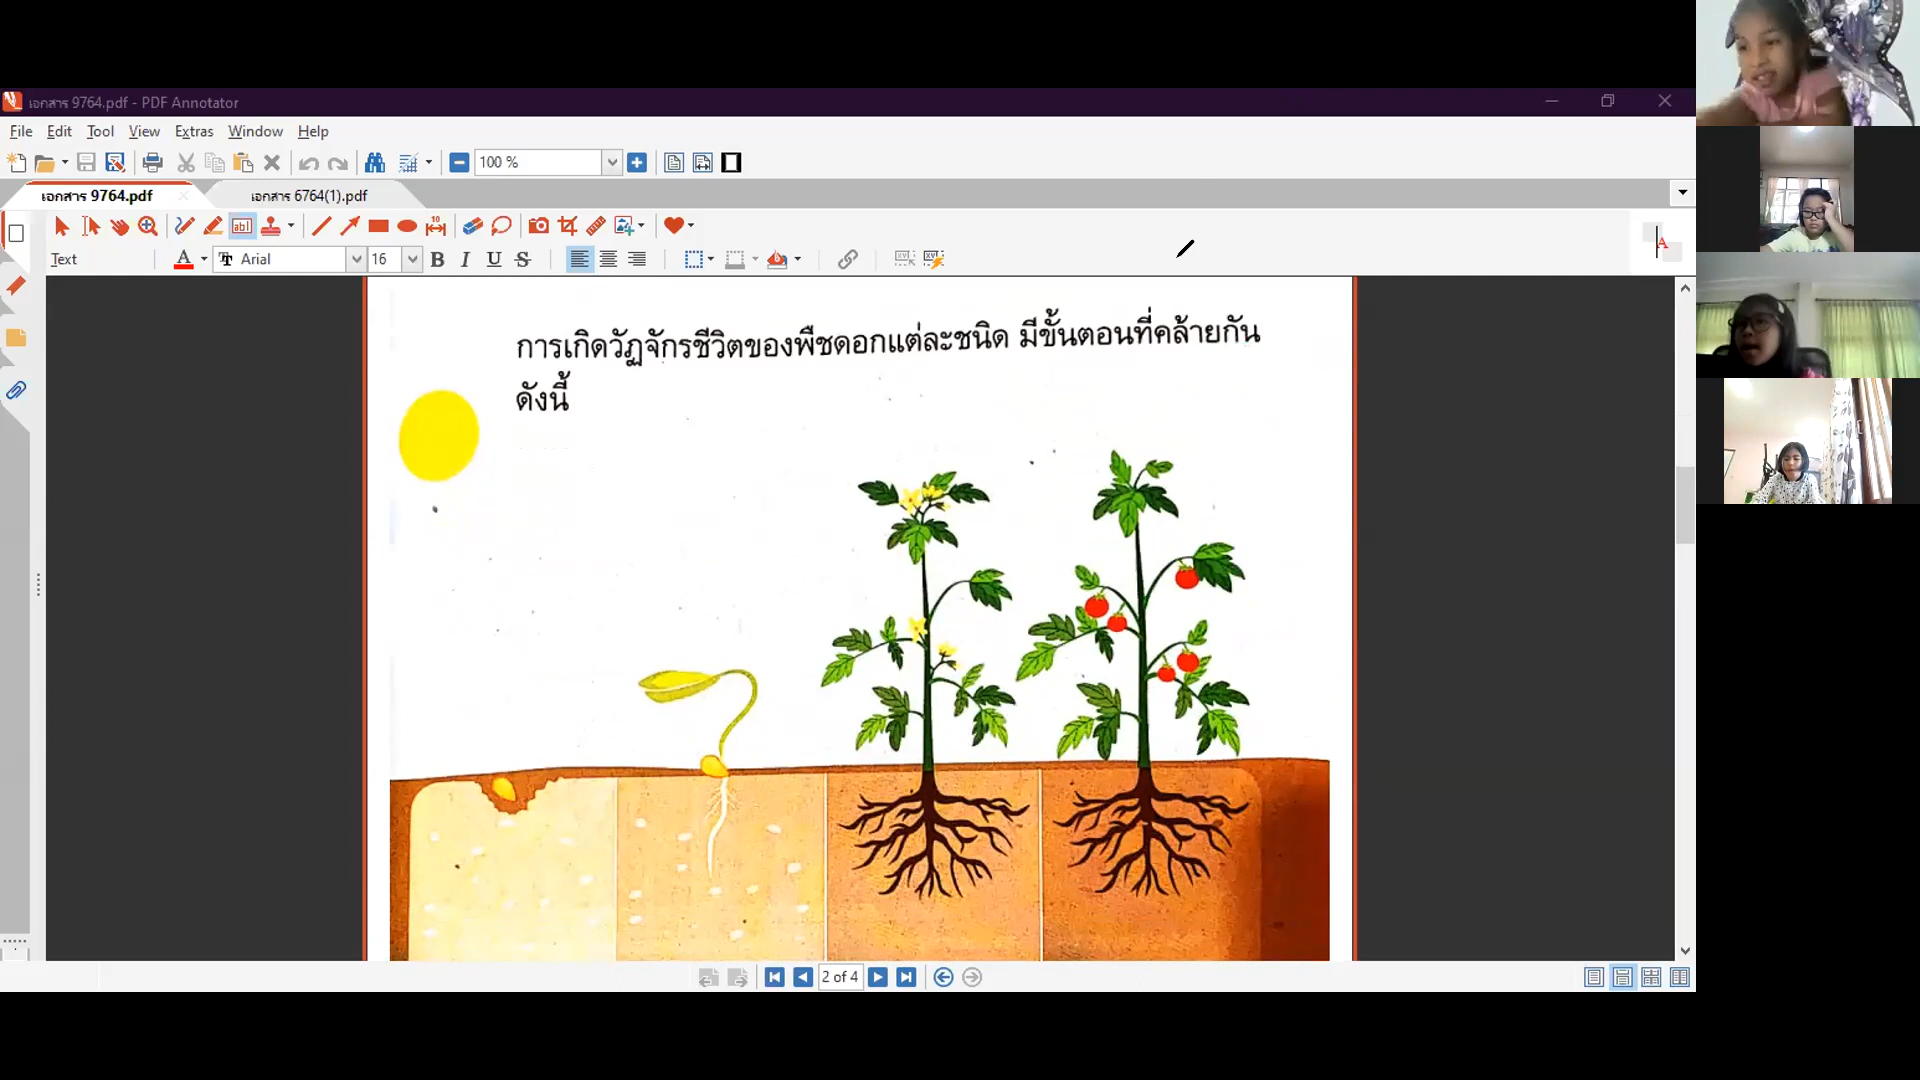 เอกสาร 9764.pdf - PDF Annotator
File Edit Tool View Extras Window Help
100 %
เอกสาร 9764.pdf เอกสาร 6764(1).pdf
Text A Arial 16 B I U S
การเกิดวัฏจักรชีวิตของพืชดอกแต่ละชนิด มีขั้นตอนที่คล้ายกัน
ดังนี้
2 of 4